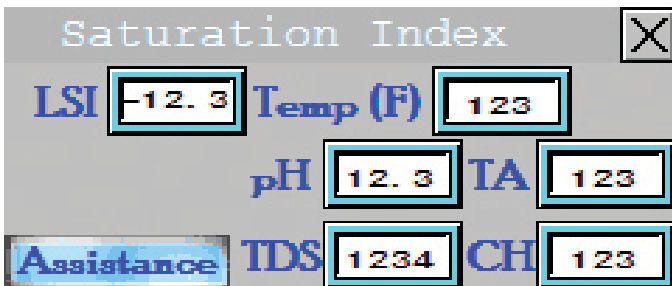 Saturation Index X
LSI -12.3 Temp (F) 123
pH 12.3 TA 123
Assistance TDS 1234 CH 123